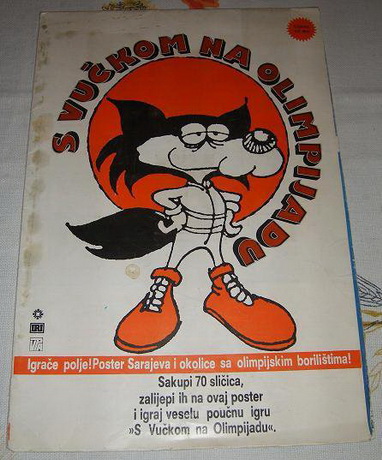 S VUČKOM NA OLIMPIJADU
Igraće polje!Poster Sarajeva i okolice sa olimpijskim borilištima!
Sakupi 70 sličica,
zalijepi ih na ovaj poster
i igraj veselu poučnu igru
»S Vučkom na Olimpijadu«.